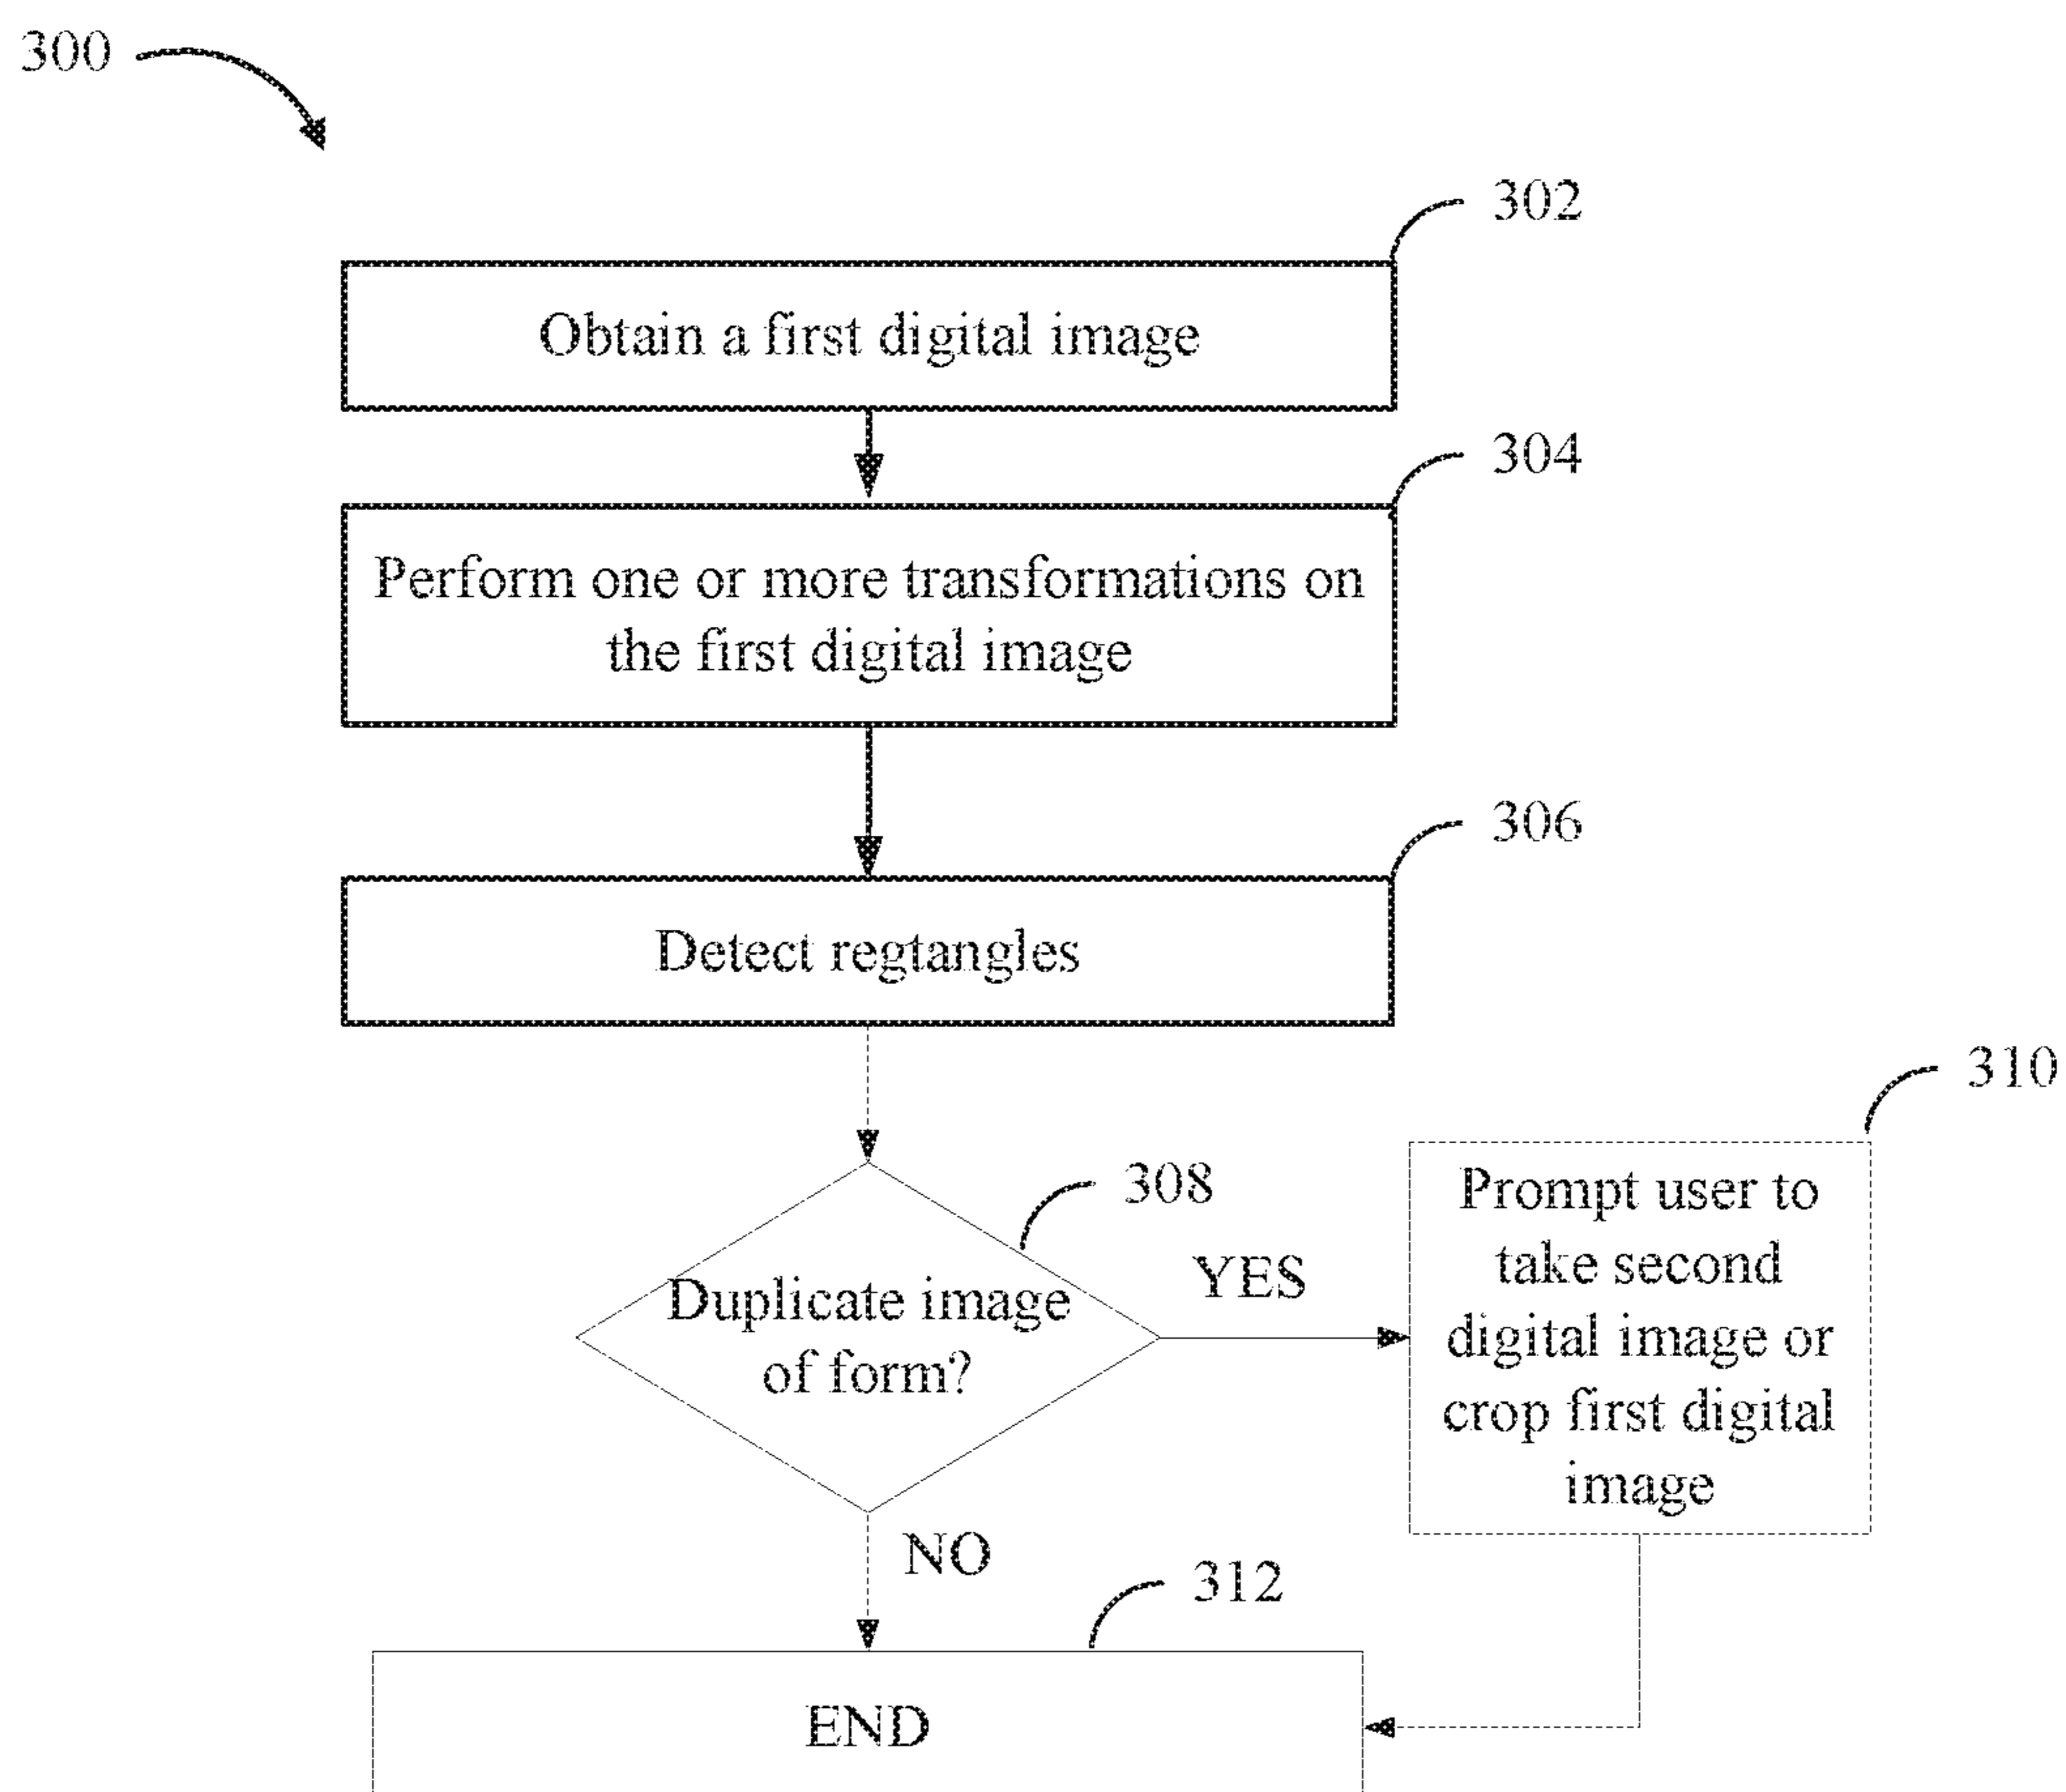 300
302
Obtain a first digital image
304
Perform one or more transformations on
the first digital image
306
Detect regtangles
310
308
Duplicate image
of form?
YES
Prompt user to
take second
digital image or
crop first digital
image
NO
312
END